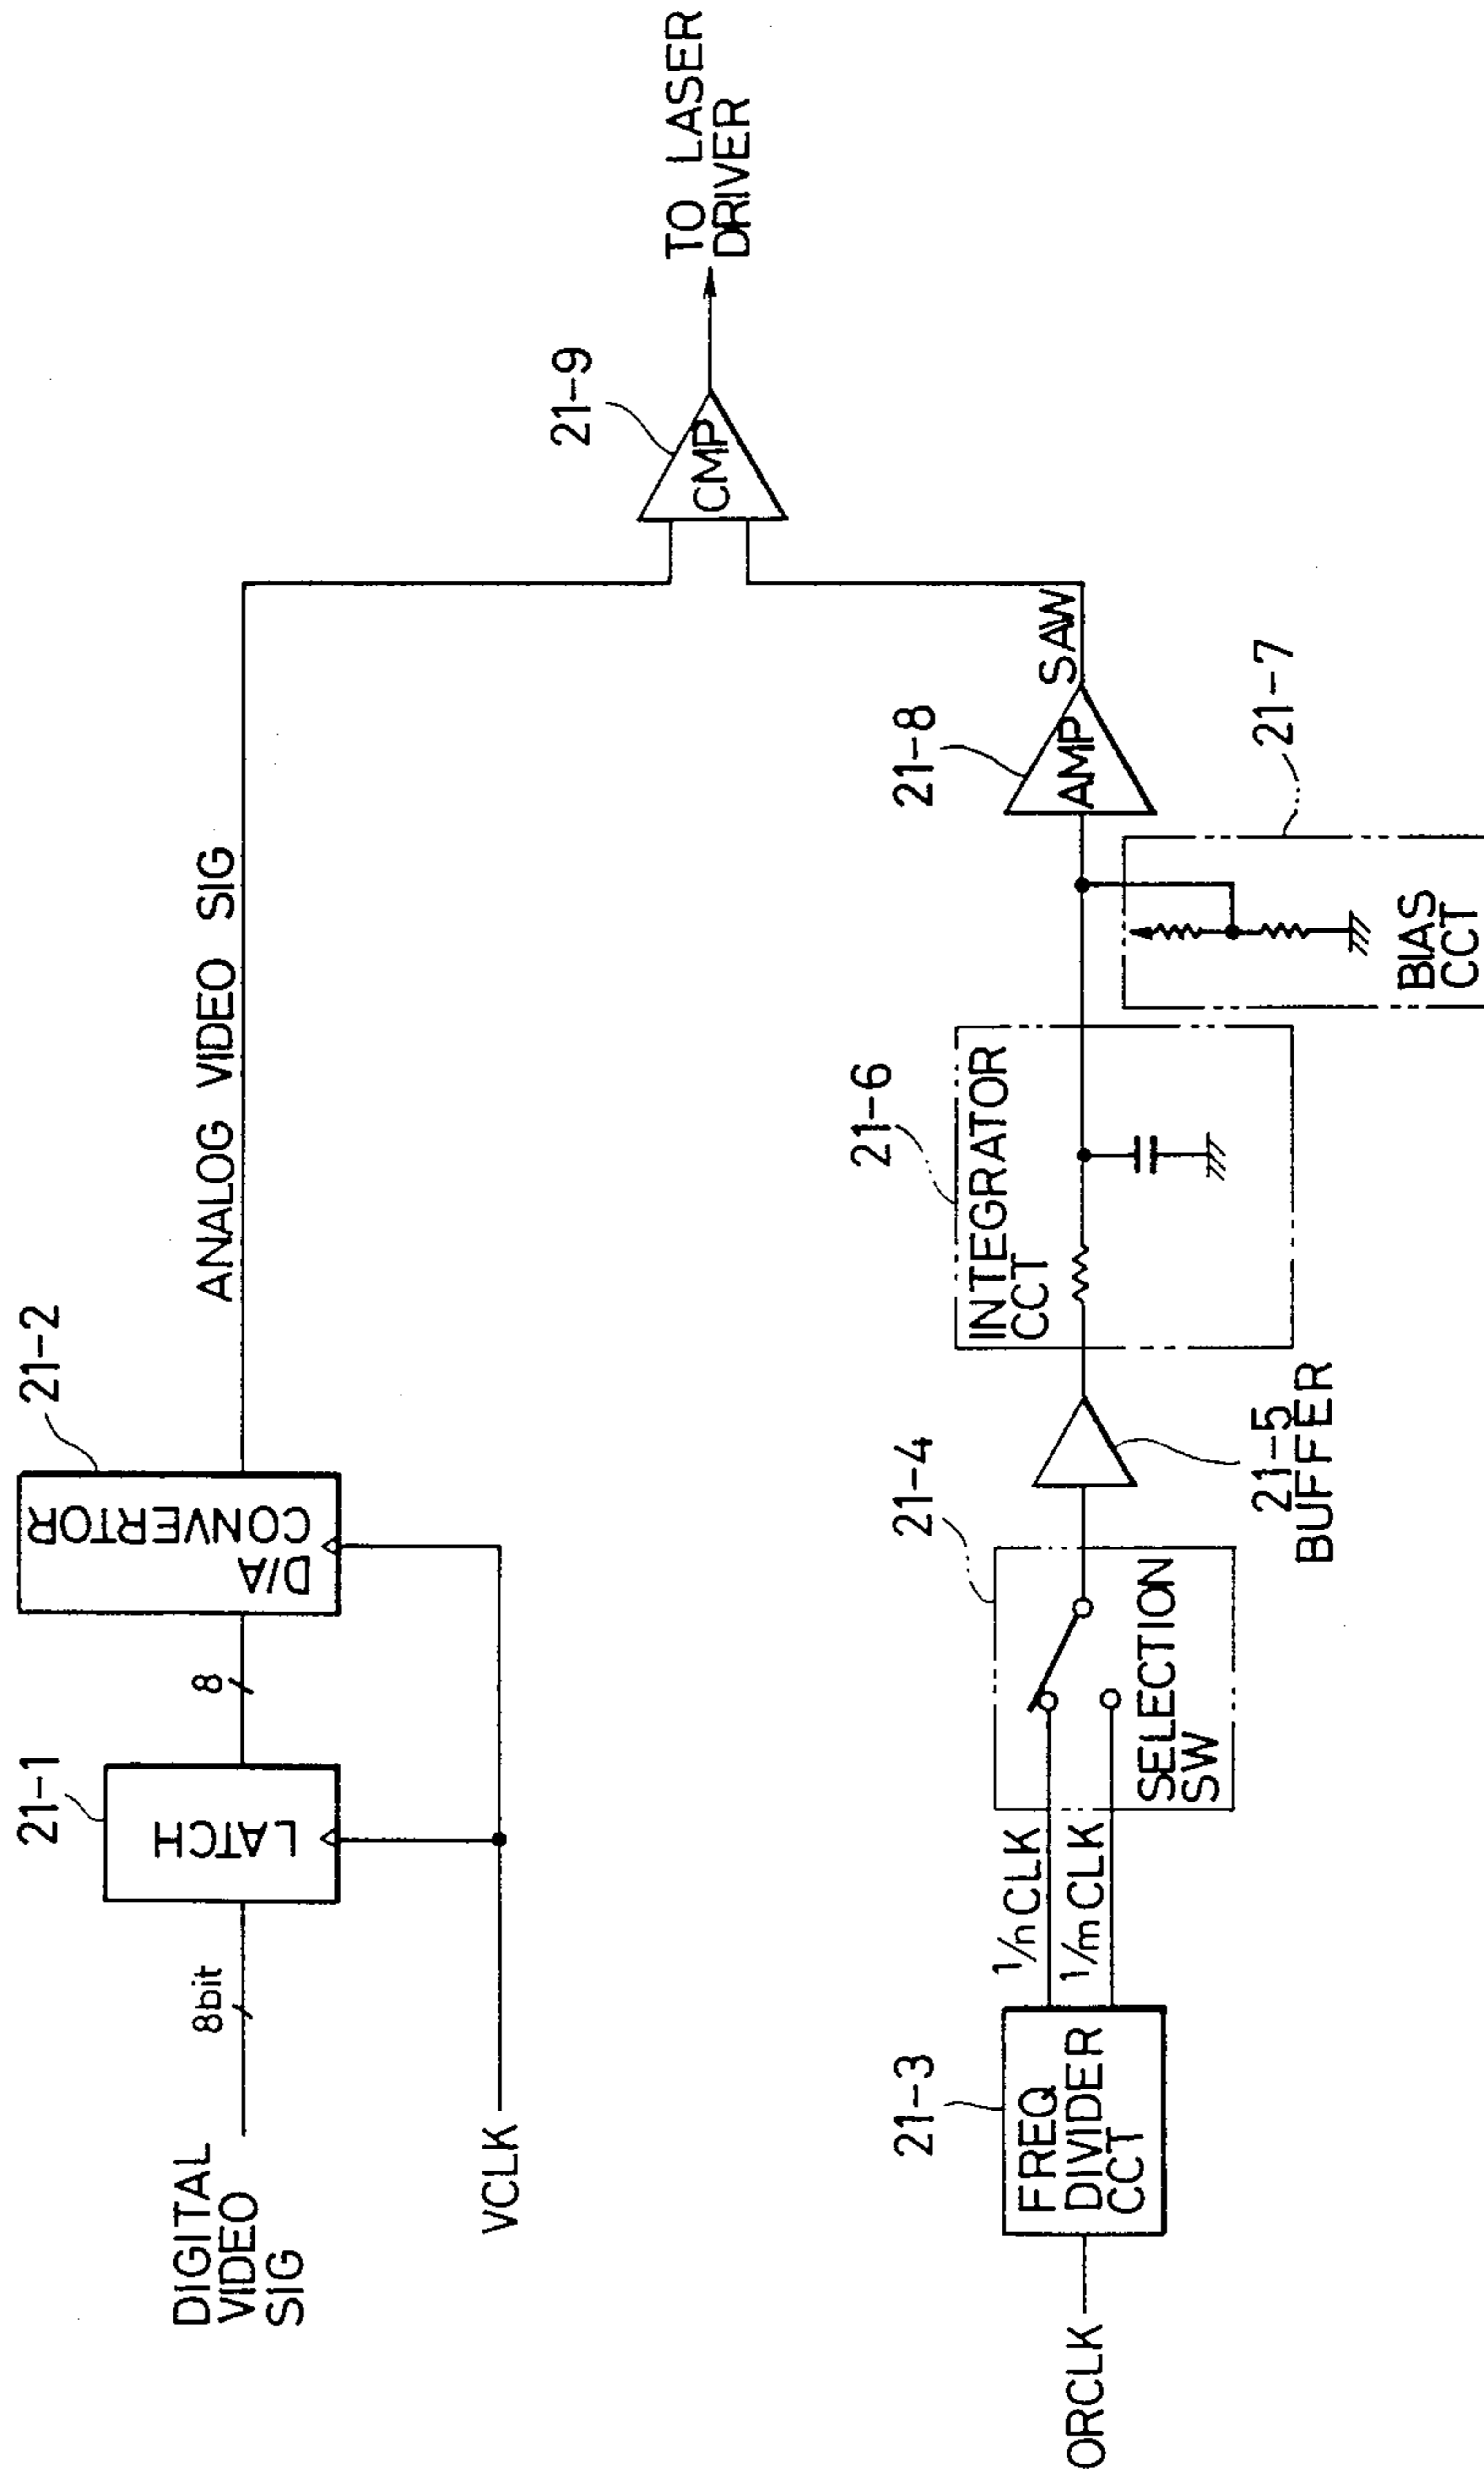 DIGITAL
VIDEO
SIG
8bit
21-1
LATCH
8
21-2
D/A
CONVERTOR
ANALOG VIDEO SIG
VCLK
21-9
CMP
TO LASER
DRIVER
ORCLK
21-3
FREQ
DIVIDER
CCT
1/n CLK
1/m CLK
21-4
SELECTION
SW
21-5
BUFFER
21-6
INTEGRATOR
CCT
21-7
BIAS
CCT
21-8
AMP
SAW